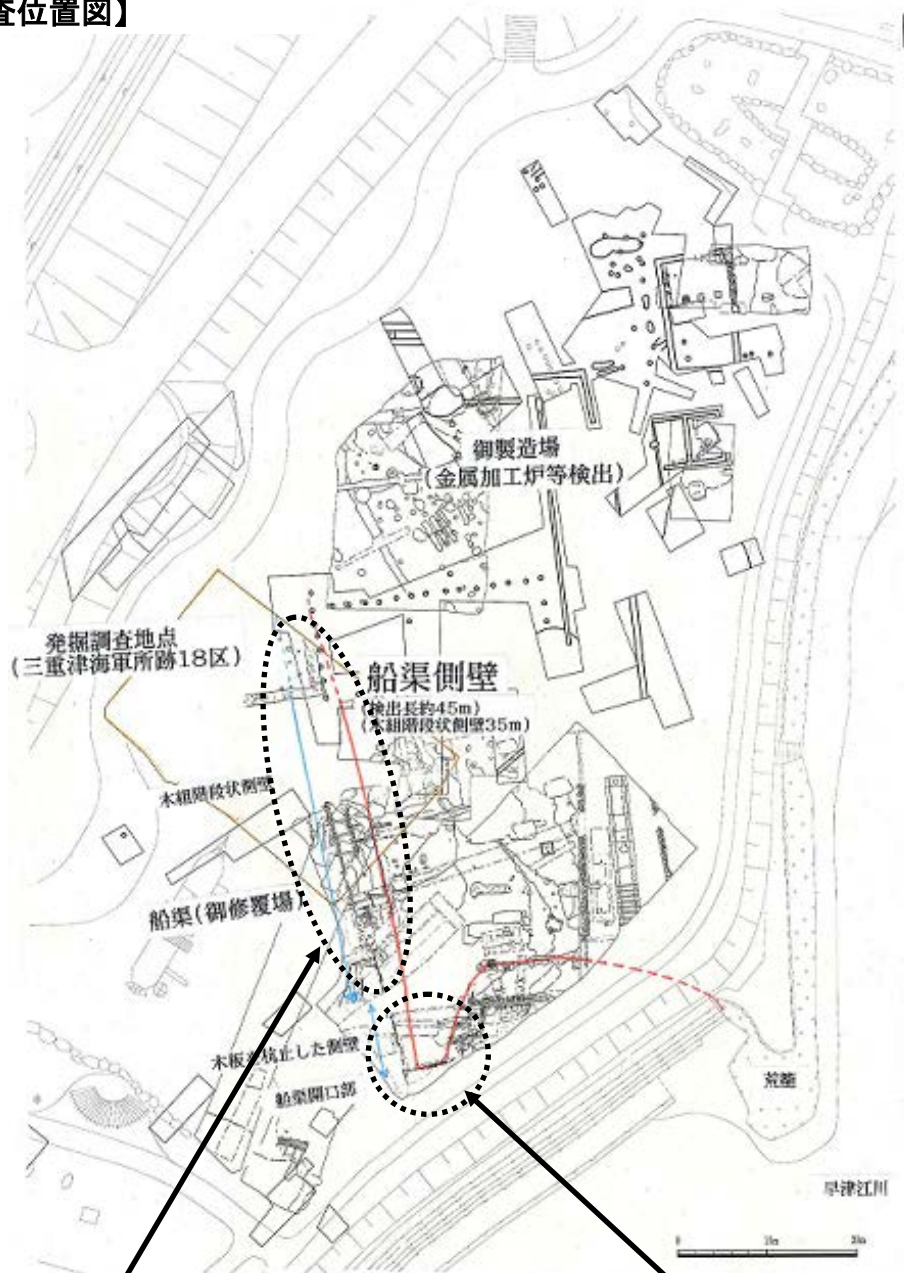 査位置図】
御製造場
(金属加工炉等検出)
発掘調査地点
(三重津海軍所跡18区)
船渠側壁
検出長約45m)
(木組階段状側壁35m)
木組階段状側壁
船渠(御修覆場)
木板を杭止した側壁
船渠開口部
荒籠
早津江川
0